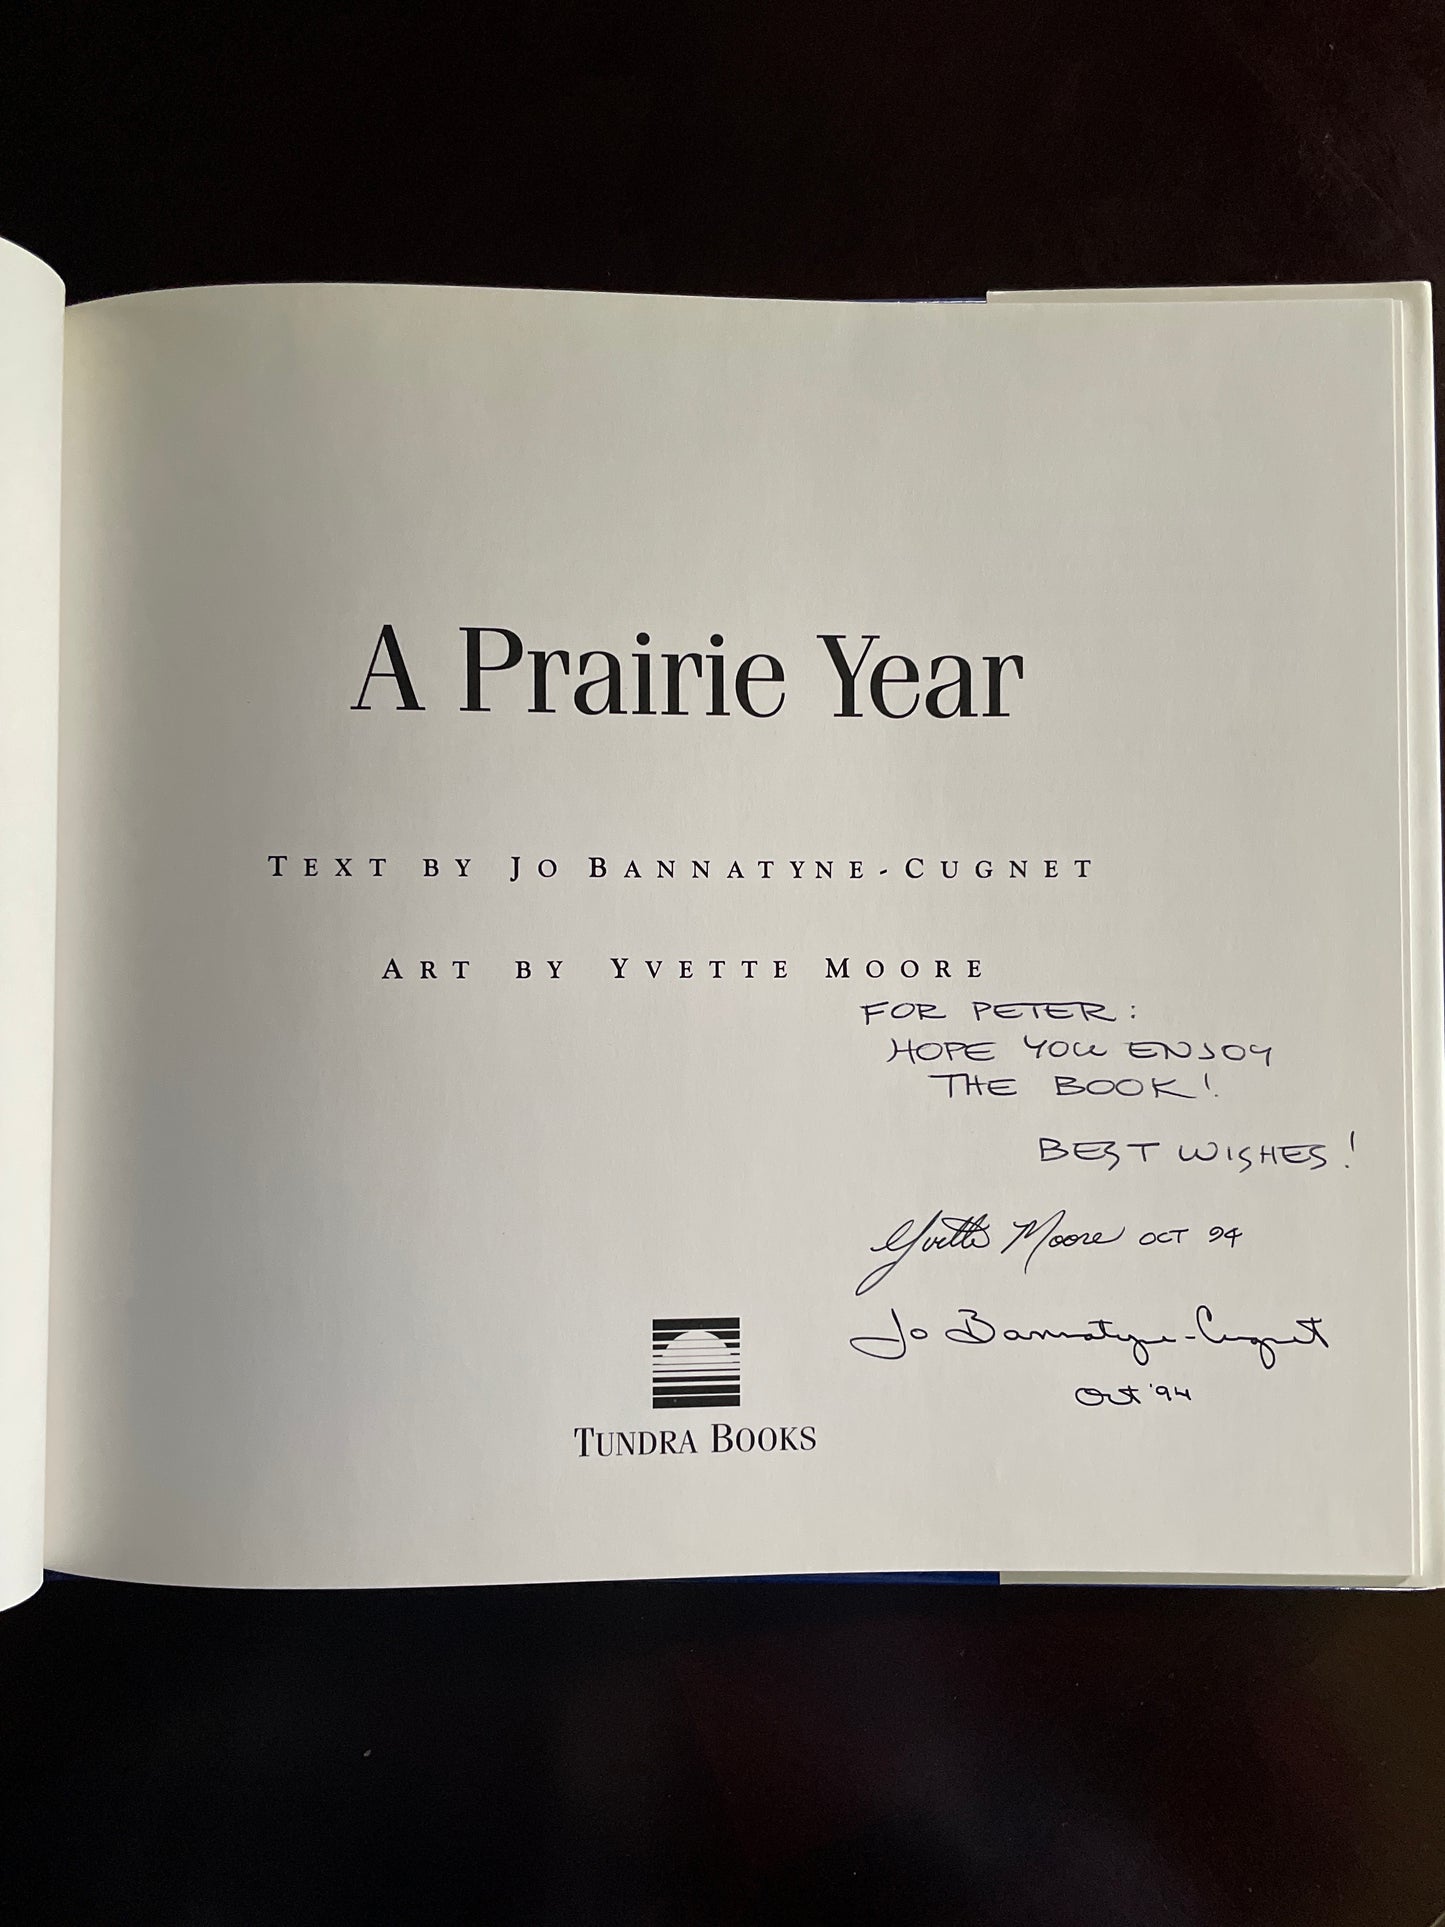 A Prairie Year
TEXT BY JO BANNATYNE-CUGNET
ART BY YVETTE MOORE
FOR PETER:
HOPE YOU ENJOY
THE BOOK!
BEST WISHES!
Yvette Moore OCT 94
Jo Bannatyne-Cugnet
Oct '94
TUNDRA BOOKS